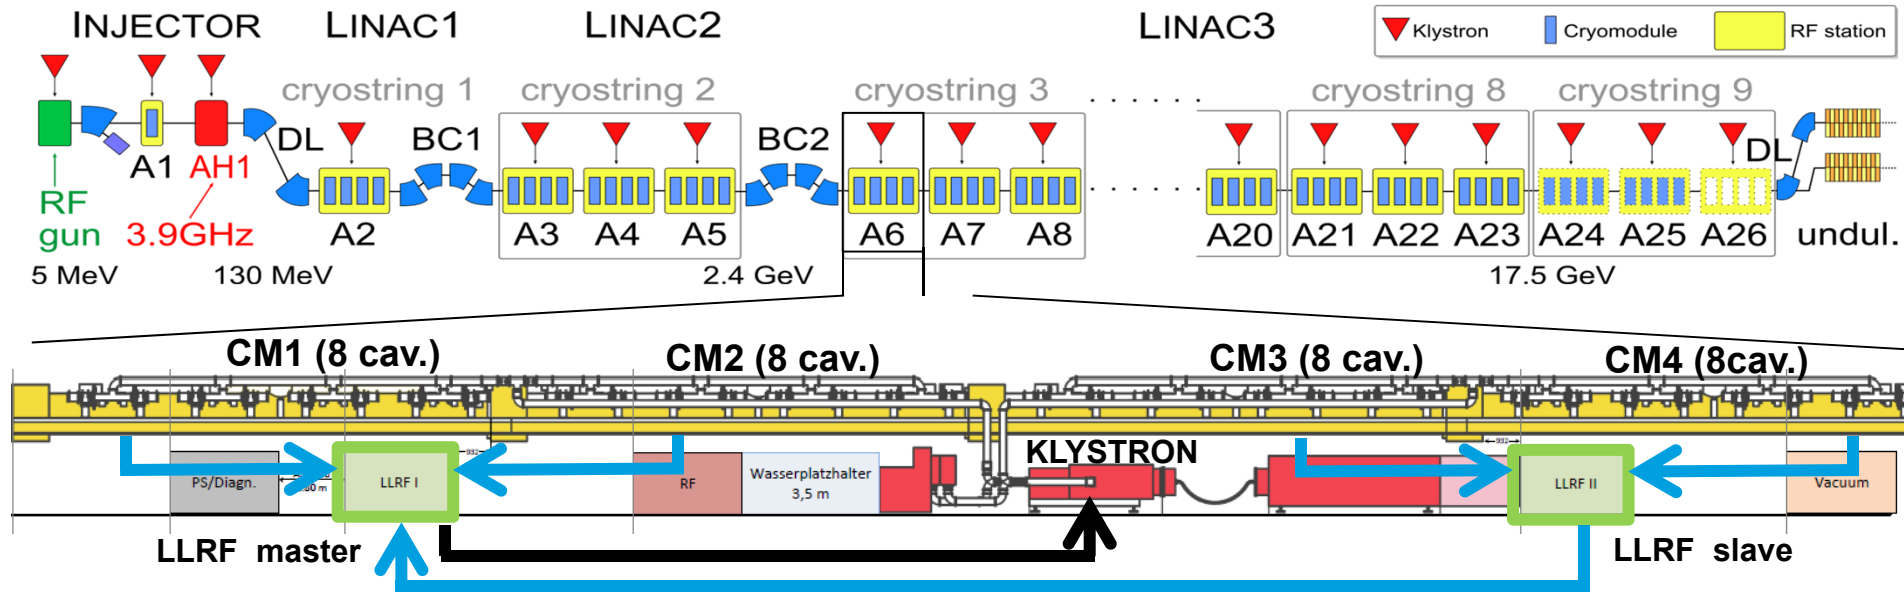 INJECTOR
LINAC1
LINAC2
LINAC3
Klystron
Cryomodule
RF station
cryostring 1
cryostring 2
cryostring 3
. . . . . .
cryostring 8
cryostring 9
DL
BC1
BC2
DL
A1
AH1
RF
gun
3.9GHz
A2
A3
A4
A5
A6
A7
A8
. . . . . .
A20
A21
A22
A23
A24
A25
A26
undul.
5 MeV
130 MeV
2.4 GeV
17.5 GeV
CM1 (8 cav.)
CM2 (8 cav.)
CM3 (8 cav.)
CM4 (8cav.)
KLYSTRON
932
932
PS/Diagn.
LLRF I
RF
Wasserplatzhalter
3,5 m
LLRF II
Vacuum
LLRF master
LLRF slave